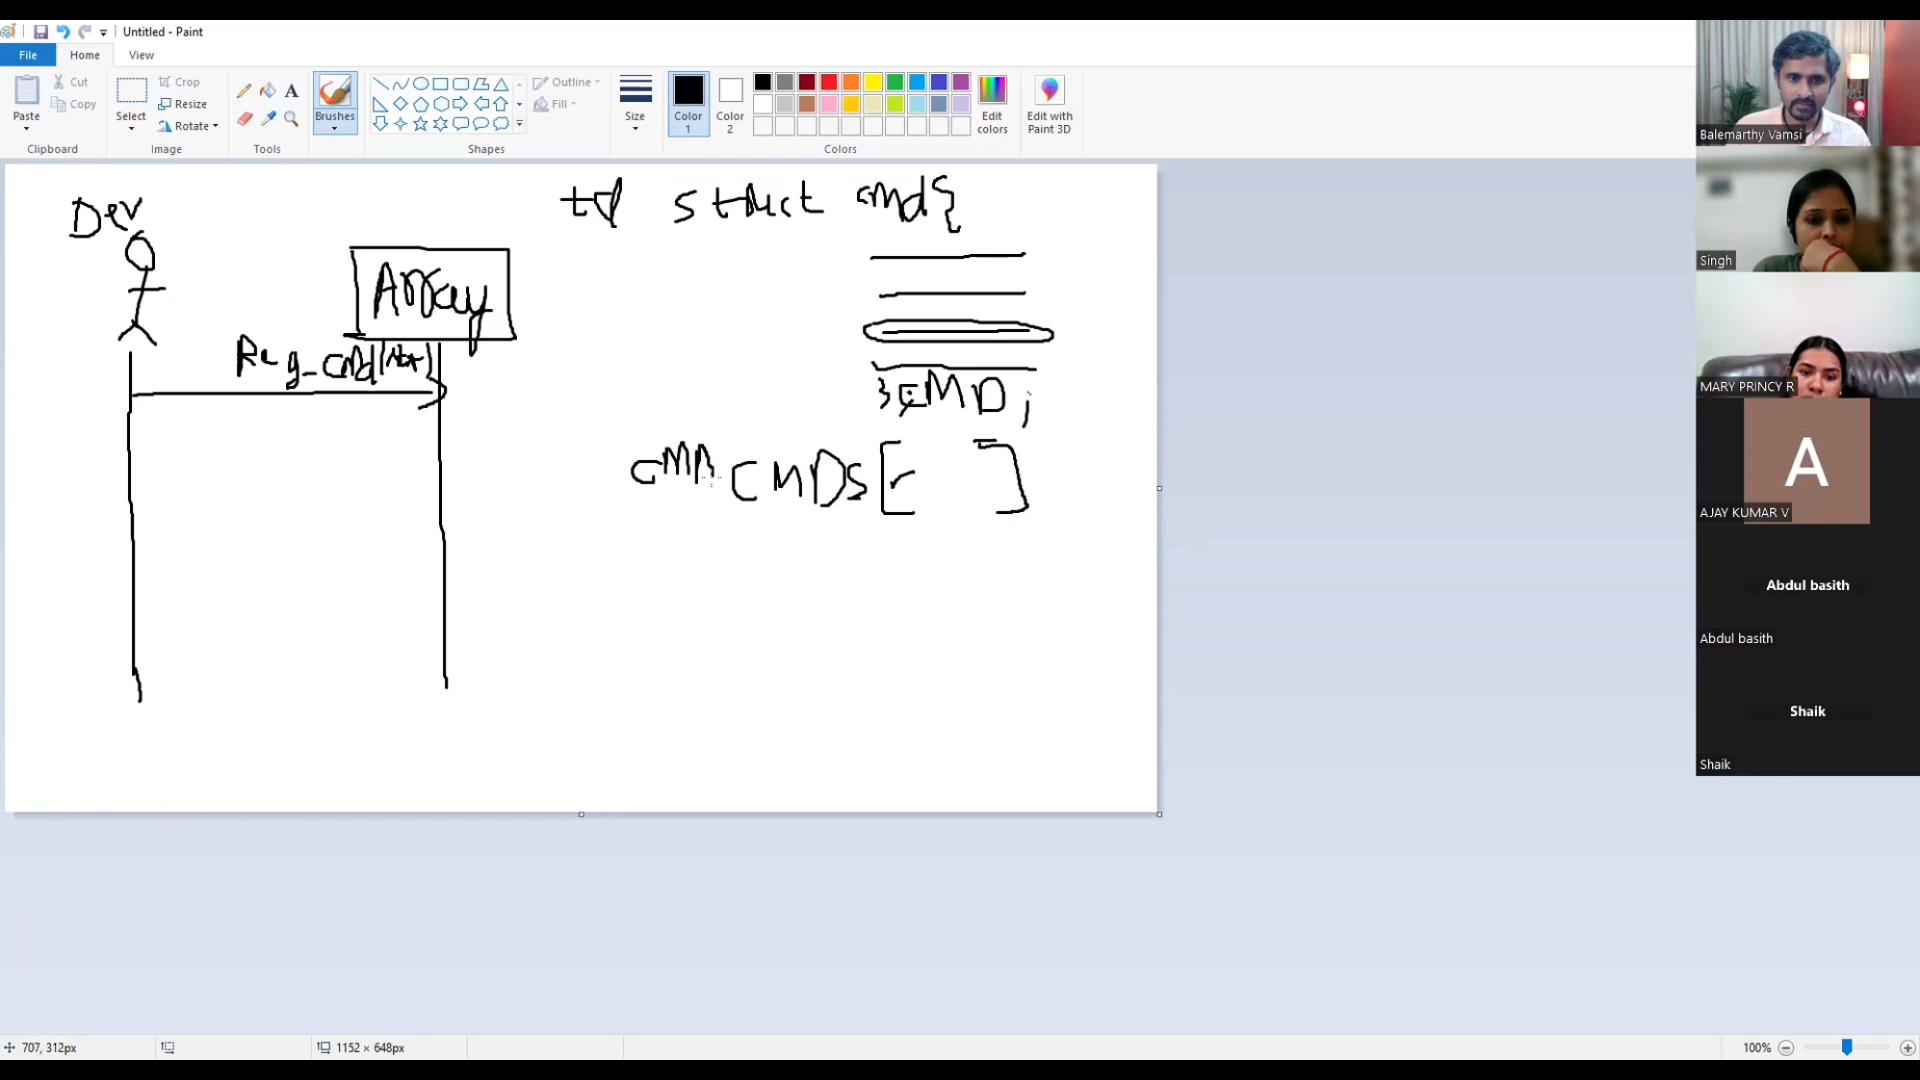 Untitled - Paint
File Home View
Paste
Cut
Copy
Clipboard
Select
Crop
Resize
Rotate
Image
Tools
Brushes
Shapes
Outline
Fill
Size
Color 1
Color 2
Edit colors
Colors
Edit with Paint 3D
Dev
Array
td struct cmd{
} CMD;
CMDS[ ]
Balemarthy Vamsi
Singh
MARY PRINCY R
A
AJAY KUMAR V
Abdul basith
Abdul basith
Shaik
Shaik
707, 312px
1152 × 648px
100%